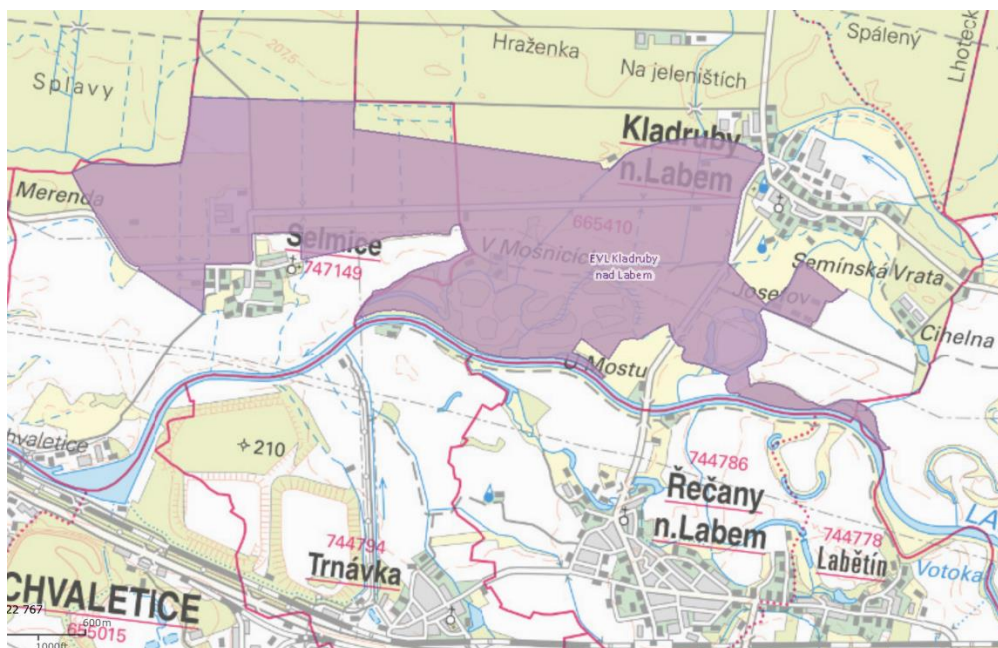 Spálený
Lhoteck
Hraženka
Na jeleništích
2075
Splavy
Kladruby
n.Labem
Merenda
665410
Selmice
V Mošnicích
747149
EVL Kladruby
nad Labem
Semínská Vrata
Josefov
Cihelna
U Mostu
hvaletice
210
744786
Řečany
n.Labem
LA
744794
744778
Trnávka
Labětín
Votoka
CHVALETICE
22 767
600m
655015
1000ft